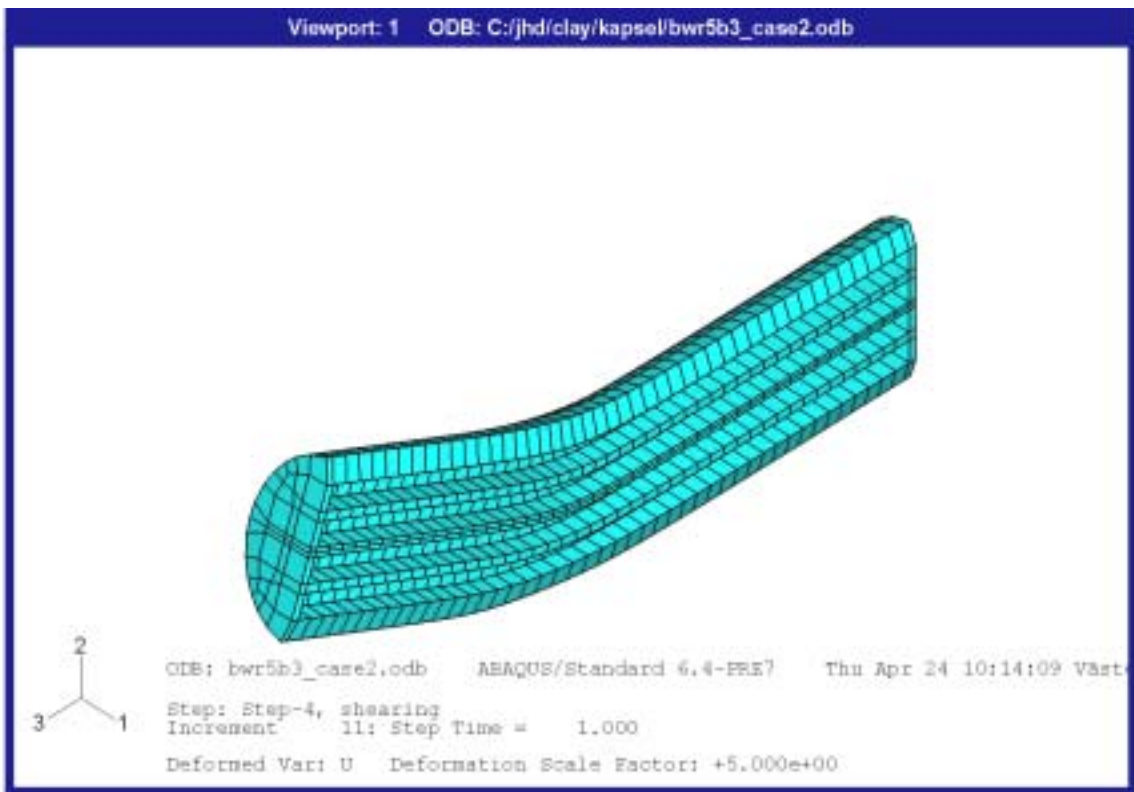 Viewport: 1 ODB: C:/jhd/clay/kapsel/bwr5b3_case2.odb
2
3
1
ODB: bwr5b3_case2.odb ABAQUS/Standard 6.4-PRE7 Thu Apr 24 10:14:09 Väst
Step: Step-4, shearing
Increment 11: Step Time = 1.000
Deformed Var: U Deformation Scale Factor: +5.000e+00